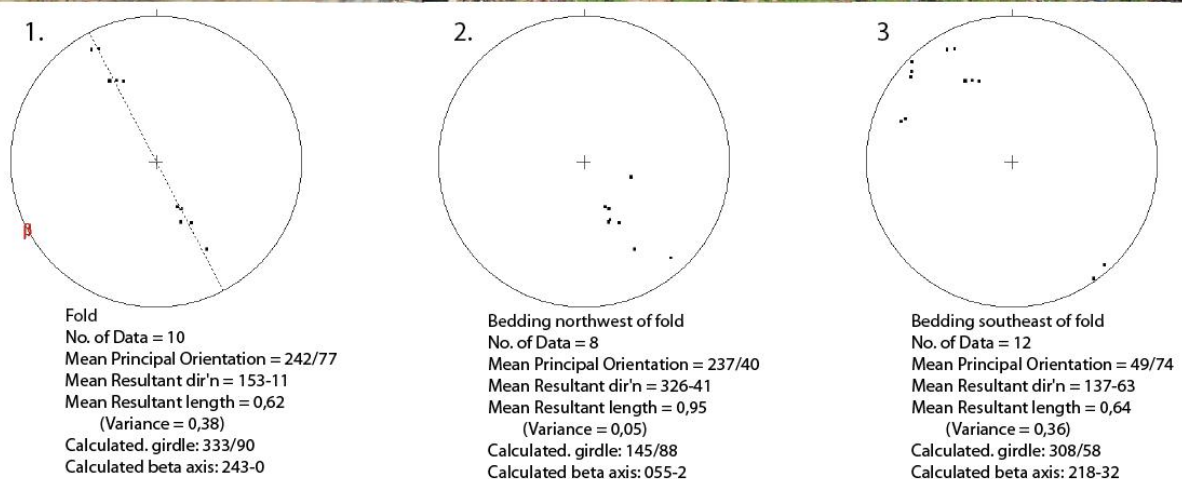 1.
β
Fold
No. of Data = 10
Mean Principal Orientation = 242/77
Mean Resultant dir'n = 153-11
Mean Resultant length = 0,62
(Variance = 0,38)
Calculated. girdle: 333/90
Calculated beta axis: 243-0
2.
Bedding northwest of fold
No. of Data = 8
Mean Principal Orientation = 237/40
Mean Resultant dir'n = 326-41
Mean Resultant length = 0,95
(Variance = 0,05)
Calculated. girdle: 145/88
Calculated beta axis: 055-2
3
Bedding southeast of fold
No. of Data = 12
Mean Principal Orientation = 49/74
Mean Resultant dir'n = 137-63
Mean Resultant length = 0,64
(Variance = 0,36)
Calculated. girdle: 308/58
Calculated beta axis: 218-32